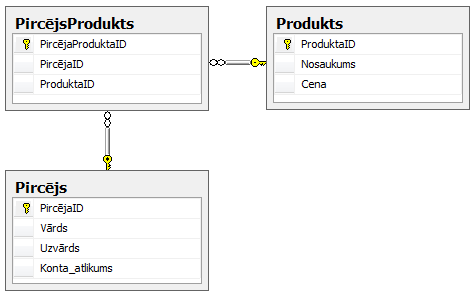 PircējsProdukts
PircējaProduktaID
PircējaID
ProduktaID
Produkts
ProduktaID
Nosaukums
Cena
Pircējs
PircējaID
Vārds
Uzvārds
Konta_atlikums